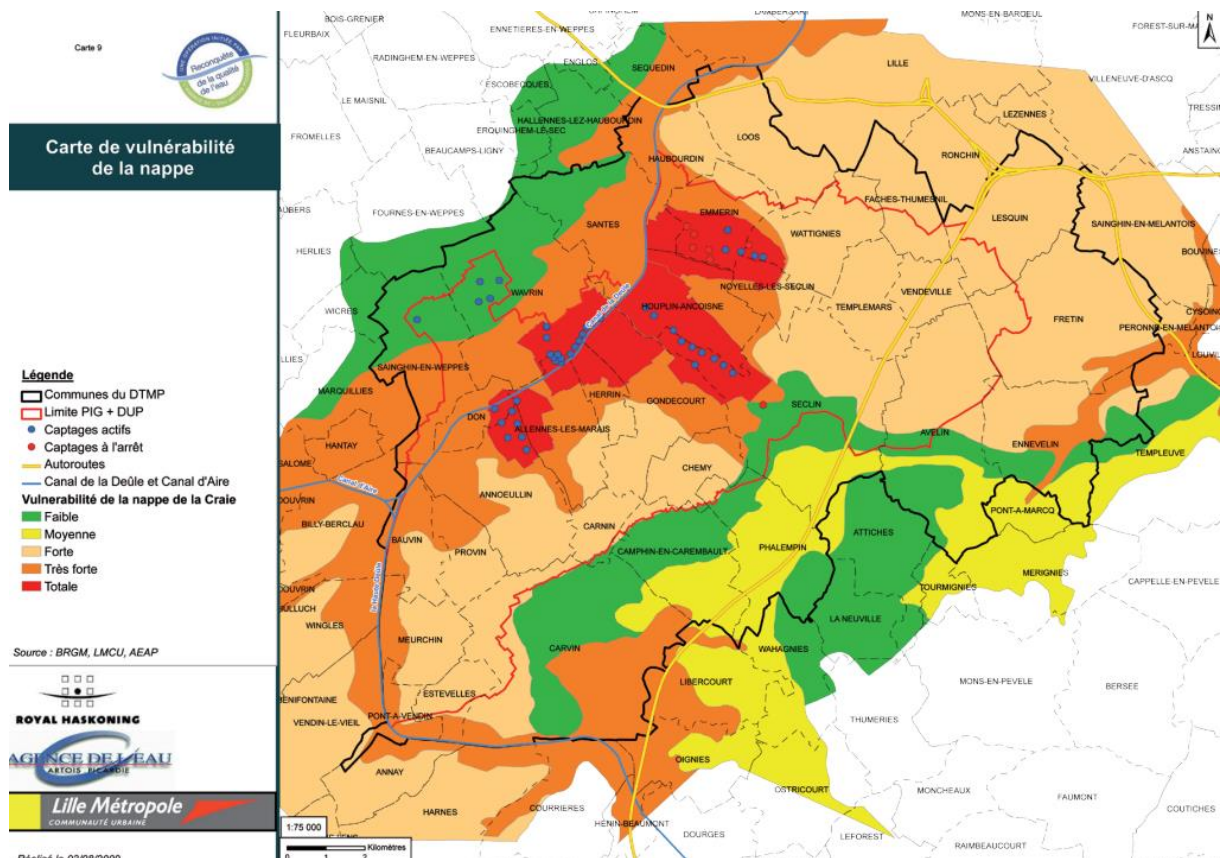 Carte 9
Reconquête
de la qualité
de l'eau
Carte de vulnérabilité
de la nappe
Légende
Communes du DTMP
Limite PIG + DUP
Captages actifs
Captages à l'arrêt
Autoroutes
Canal de la Deûle et Canal d'Aire
Vulnérabilité de la nappe de la Craie
Faible
Moyenne
Forte
Très forte
Totale
Source : BRGM, LMCU, AEAP
ROYAL HASKONING
AGENCE DE L'EAU
ARTOIS PICARDIE
Lille Métropole
COMMUNAUTÉ URBAINE
N
BOIS-GRENIER
FLEURBAIX
ENNETIERES-EN-WEPPES
MONS-EN-BAROEUL
RADINGHEM-EN-WEPPES
ENGLOS
SEQUEDIN
LILLE
VILLENEUVE-D'ASCQ
ESCOBECQUES
LE MAISNIL
HALLENNES-LEZ-HAUBOURDIN
ERQUINGHEM-LE-SEC
LOOS
LEZENNES
FROMELLES
BEAUCAMPS-LIGNY
HAUBOURDIN
RONCHIN
FOURNES-EN-WEPPES
SANTES
EMMERIN
FACHES-THUMESNIL
LESQUIN
SAINGHIN-EN-MELANTOIS
WATTIGNIES
HERLIES
WAVRIN
NOYELLES-LES-SECLIN
VENDEVILLE
HOUPLIN-ANCOISNE
TEMPLEMARS
FRETIN
WICRES
Canal de la Deûle
PERONNE-EN-MELANTOIS
SAINGHIN-EN-WEPPES
MARQUILLIES
HERRIN
GONDECOURT
SECLIN
DON
ALLENNES-LES-MARAIS
AVELIN
ENNEVELIN
HANTAY
TEMPLEUVE
CHEMY
Canal d'Aire
ANNOEULLIN
PONT-A-MARCQ
BILLY-BERCLAU
CARNIN
ATTICHES
BAUVIN
PROVIN
CAMPHIN-EN-CAREMBAULT
PHALEMPIN
MERIGNIES
TOURMIGNIES
CAPPELLE-EN-PEVELE
WINGLES
LA NEUVILLE
MEURCHIN
CARVIN
WAHAGNIES
LIBERCOURT
MONS-EN-PEVELE
BERSEE
ESTEVELLES
VENDIN-LE-VIEIL
PONT-A-VENDIN
THUMERIES
OIGNIES
ANNAY
OSTRICOURT
MONCHEAUX
FAUMONT
HARNES
COURRIERES
COUTICHES
HENIN-BEAUMONT
DOURGES
LEFOREST
RAIMBEAUCOURT
1:75 000
0 1 2 Kilomètres